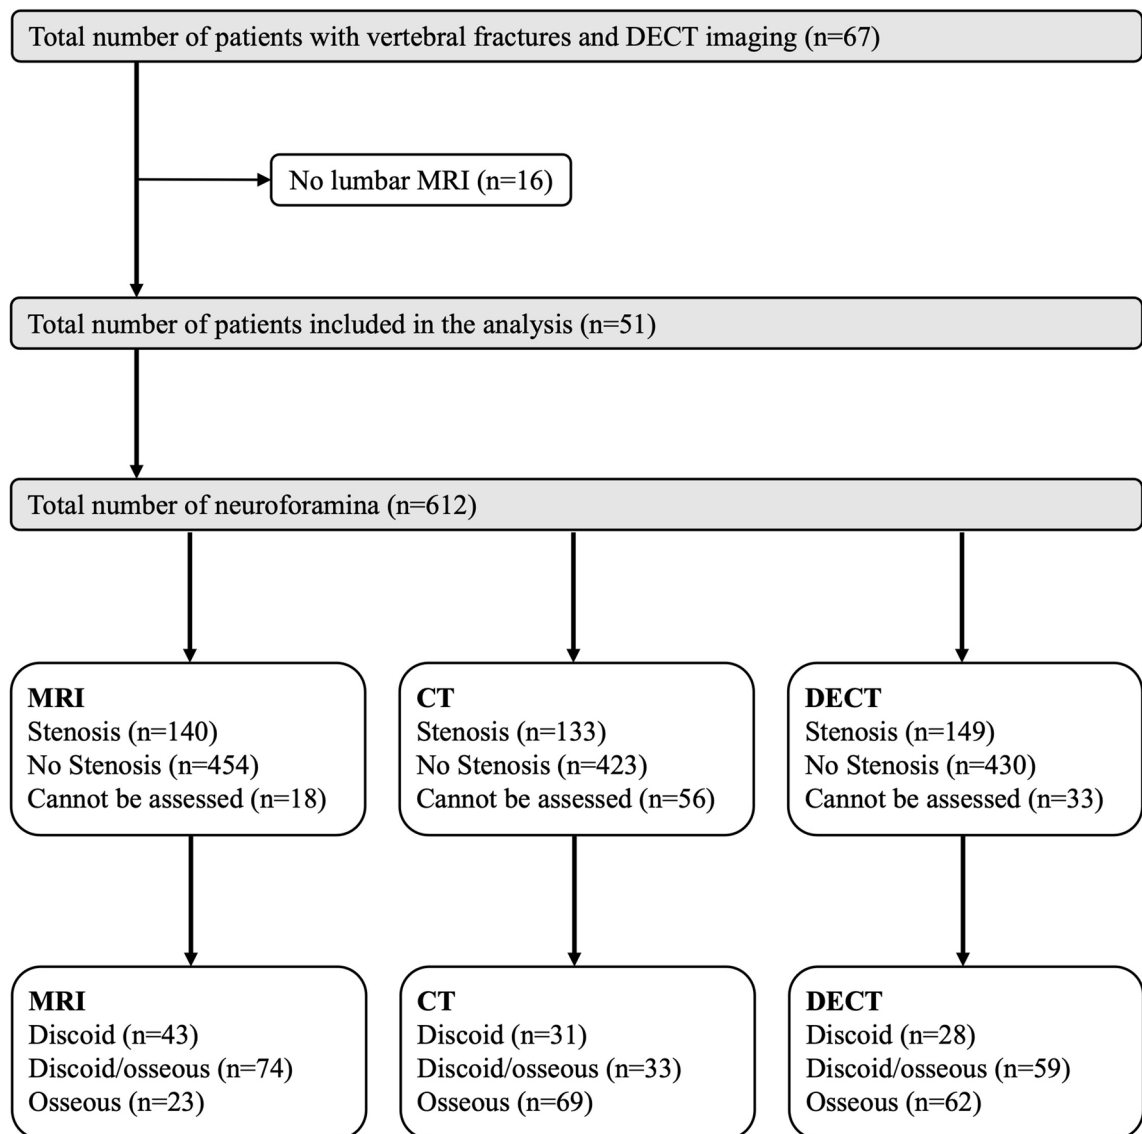 Total number of patients with vertebral fractures and DECT imaging (n=67)
No lumbar MRI (n=16)
Total number of patients included in the analysis (n=51)
Total number of neuroforamina (n=612)
MRI
Stenosis (n=140)
No Stenosis (n=454)
Cannot be assessed (n=18)
CT
Stenosis (n=133)
No Stenosis (n=423)
Cannot be assessed (n=56)
DECT
Stenosis (n=149)
No Stenosis (n=430)
Cannot be assessed (n=33)
MRI
Discoid (n=43)
Discoid/osseous (n=74)
Osseous (n=23)
CT
Discoid (n=31)
Discoid/osseous (n=33)
Osseous (n=69)
DECT
Discoid (n=28)
Discoid/osseous (n=59)
Osseous (n=62)